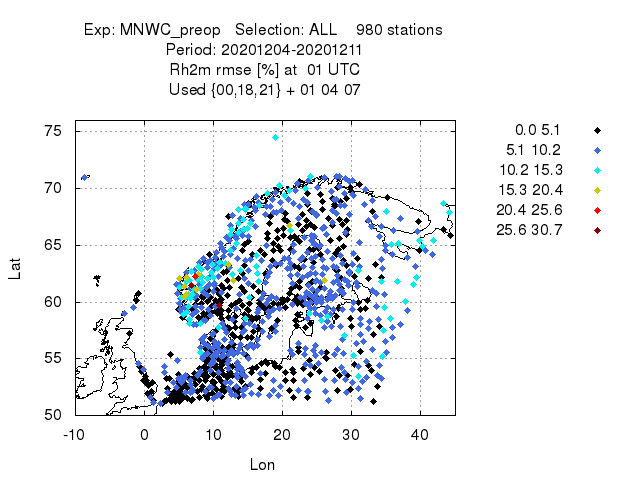 Exp: MNWC_preop   Selection: ALL    980 stations
Period: 20201204-20201211
Rh2m rmse [%] at  01 UTC
Used {00,18,21} + 01 04 07
0.0 5.1
5.1 10.2
10.2 15.3
15.3 20.4
20.4 25.6
25.6 30.7
75
70
65
60
55
50
Lat
-10 0 10 20 30 40
Lon